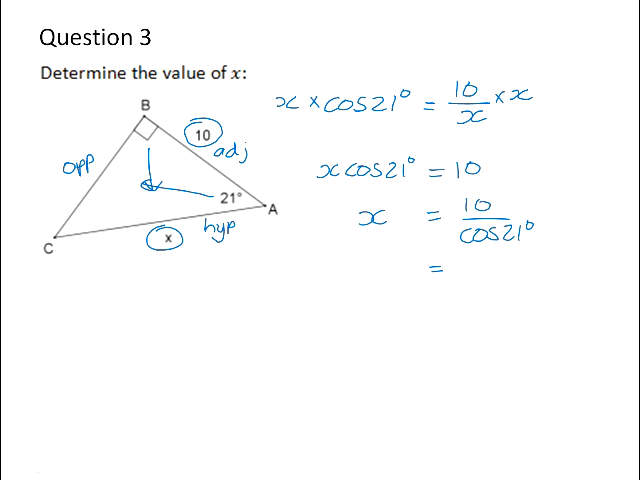 Question 3
Determine the value of x:
B
10
adj
opp
21°
A
hyp
x
C
x × cos21° = 10/x × x
x cos21° = 10
x = 10/cos21°
=